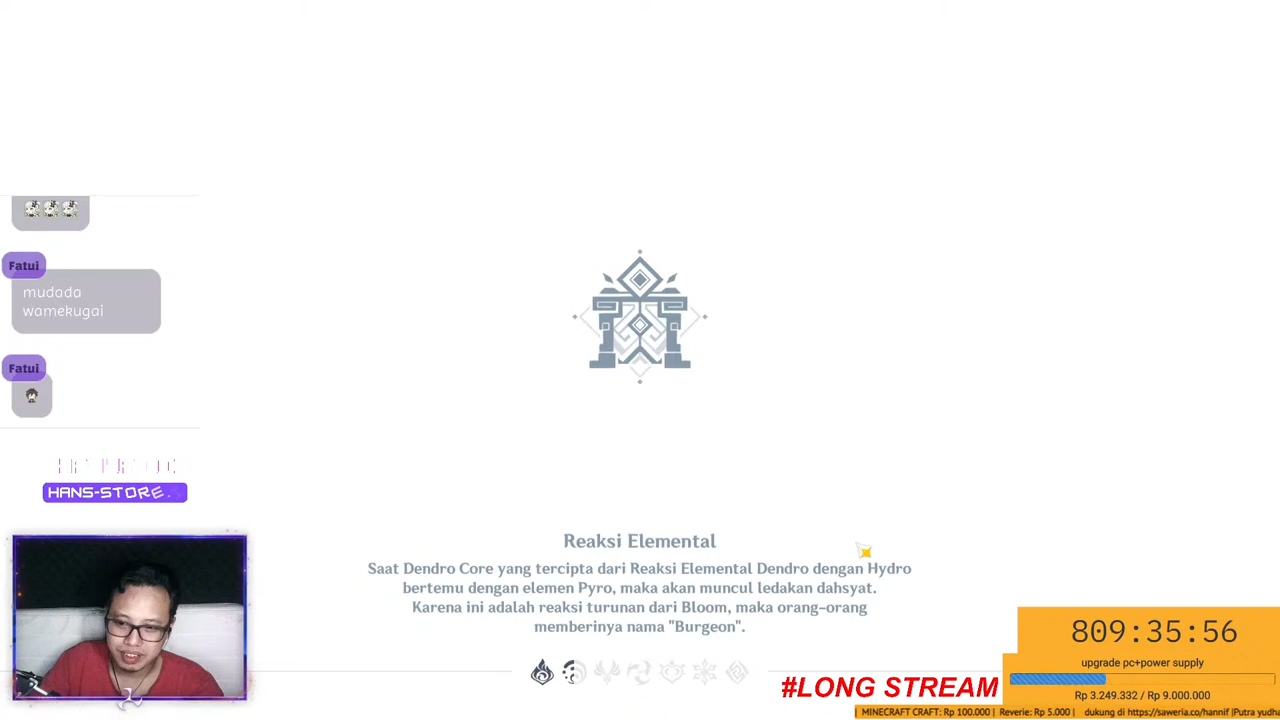 Fatui
mudada
wamekugai
Fatui
HANS-STORE.
Reaksi Elemental
Saat Dendro Core yang tercipta dari Reaksi Elemental Dendro dengan Hydro
bertemu dengan elemen Pyro, maka akan muncul ledakan dahsyat.
Karena ini adalah reaksi turunan dari Bloom, maka orang-orang
memberinya nama "Burgeon".
#LONG STREAM
809:35:56
upgrade pc+power supply
Rp 3.249.332 / Rp 9.000.000
MINECRAFT CRAFT: Rp 100.000 | Reverie: Rp 5.000 | dukung di https://saweria.co/hannif |Putra yudha